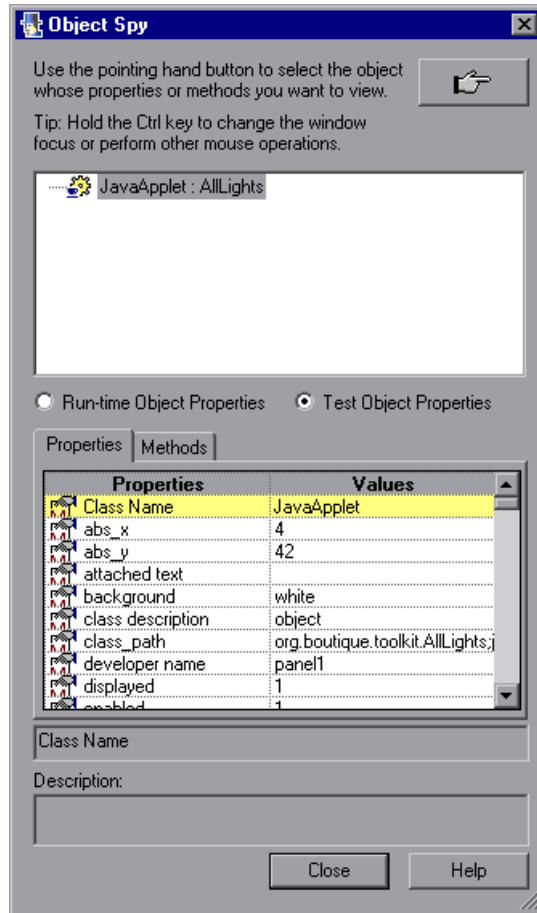 Object Spy
Use the pointing hand button to select the object
whose properties or methods you want to view.
Tip: Hold the Ctrl key to change the window
focus or perform other mouse operations.
JavaApplet : AllLights
Run-time Object Properties Test Object Properties
Properties Methods
Properties Values
Class Name JavaApplet
abs_x 4
abs_y 42
attached text
background white
class description object
class_path org.boutique.toolkit.AllLights;j
developer name panel1
displayed 1
enabled 1
Class Name
Description:
Close Help